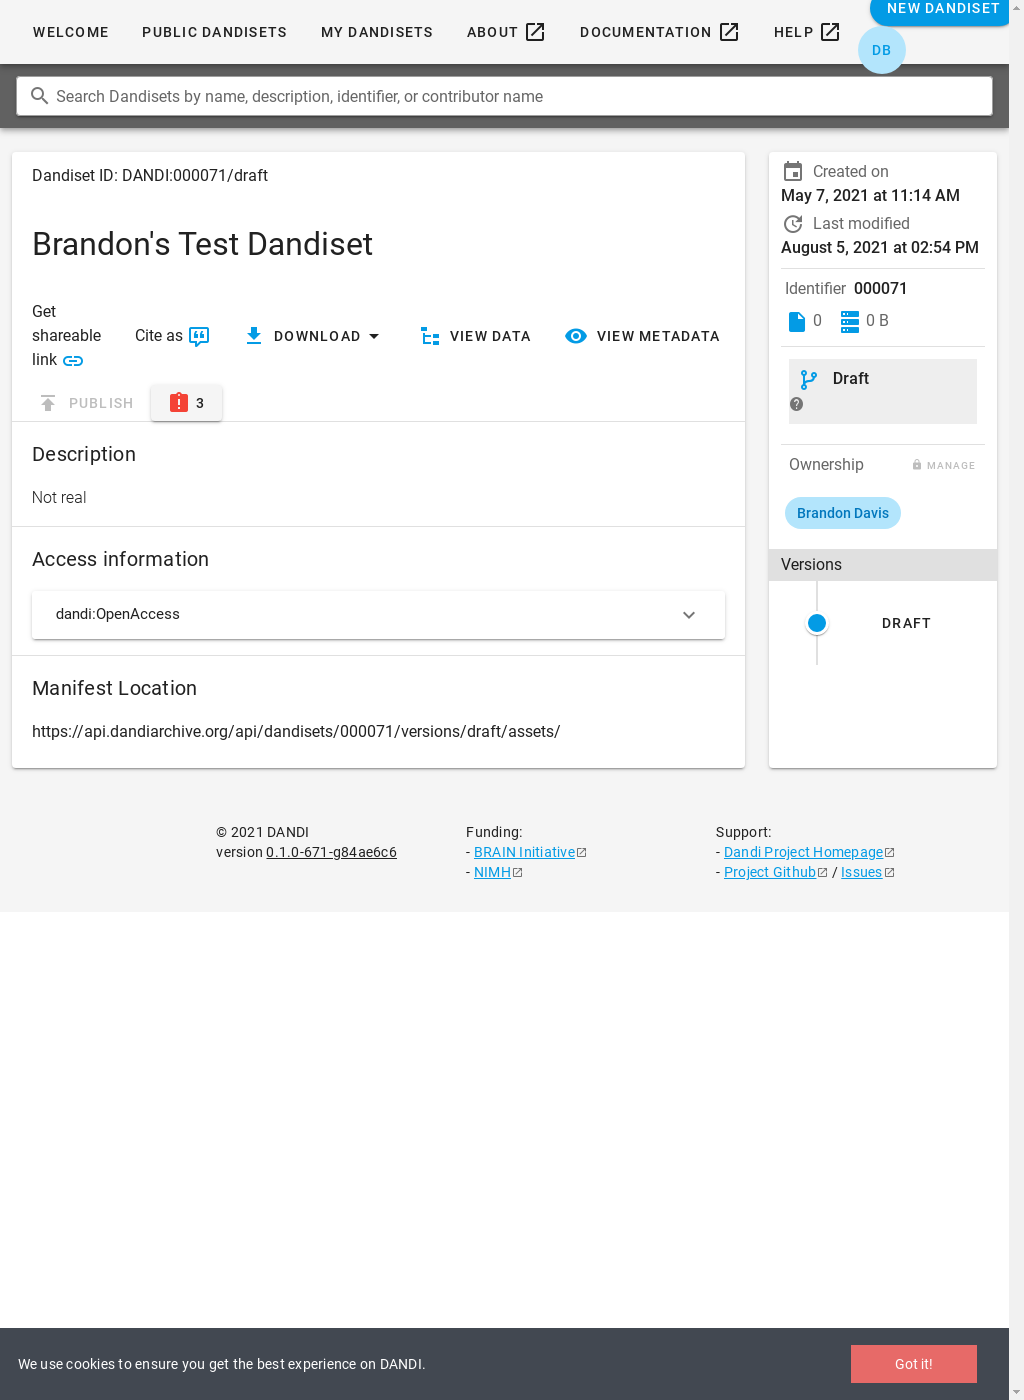 WELCOME
PUBLIC DANDISETS
MY DANDISETS
ABOUT
DOCUMENTATION
HELP
NEW DANDISET
DB
Search Dandisets by name, description, identifier, or contributor name
Dandiset ID: DANDI:000071/draft
Brandon's Test Dandiset
Get
shareable
link
Cite as
DOWNLOAD
VIEW DATA
VIEW METADATA
PUBLISH
3
Description
Not real
Access information
dandi:OpenAccess
Manifest Location
https://api.dandiarchive.org/api/dandisets/000071/versions/draft/assets/
Created on
May 7, 2021 at 11:14 AM
Last modified
August 5, 2021 at 02:54 PM
Identifier 000071
0
0 B
Draft
Ownership
MANAGE
Brandon Davis
Versions
DRAFT
© 2021 DANDI
version 0.1.0-671-g84ae6c6
Funding:
- BRAIN Initiative
- NIMH
Support:
- Dandi Project Homepage
- Project Github / Issues
We use cookies to ensure you get the best experience on DANDI.
Got it!